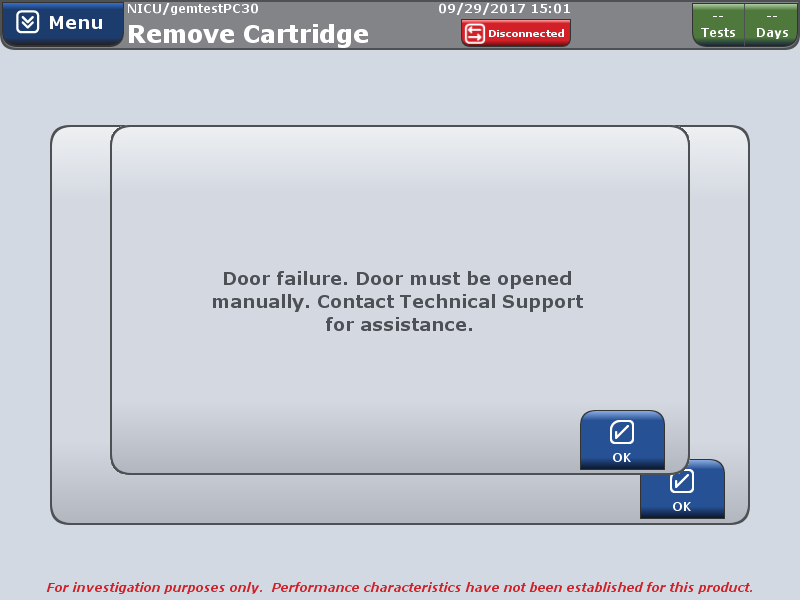 NICU/gemtestPC30 09/29/2017 15:01
Menu
Remove Cartridge
Disconnected
-- --
Tests Days
Door failure. Door must be opened
manually. Contact Technical Support
for assistance.
OK
OK
For investigation purposes only. Performance characteristics have not been established for this product.